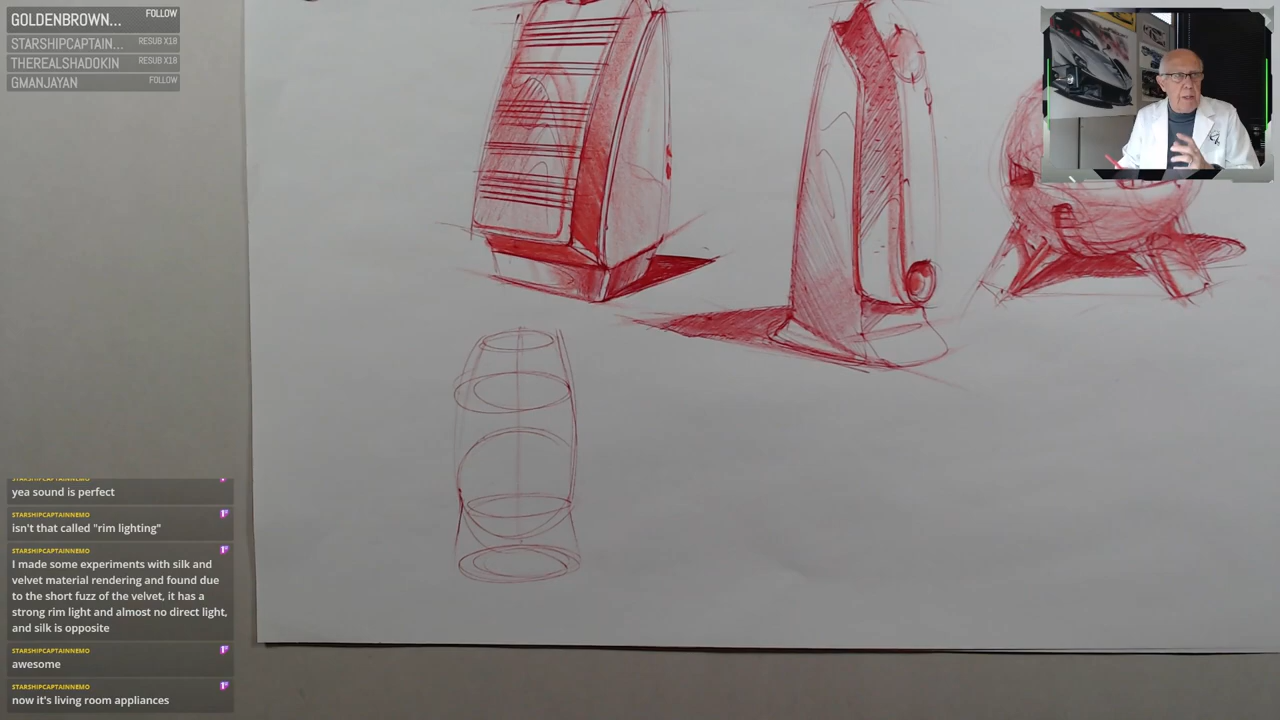 GOLDENBROWN... FOLLOW
STARSHIPCAPTAIN... RESUB X18
THEREALSHADOKIN RESUB X18
GMANJAYAN FOLLOW
STARSHIPCAPTAINNEMO
yea sound is perfect
STARSHIPCAPTAINNEMO
isn't that called "rim lighting"
STARSHIPCAPTAINNEMO
I made some experiments with silk and
velvet material rendering and found due
to the short fuzz of the velvet, it has a
strong rim light and almost no direct light,
and silk is opposite
STARSHIPCAPTAINNEMO
awesome
STARSHIPCAPTAINNEMO
now it's living room appliances